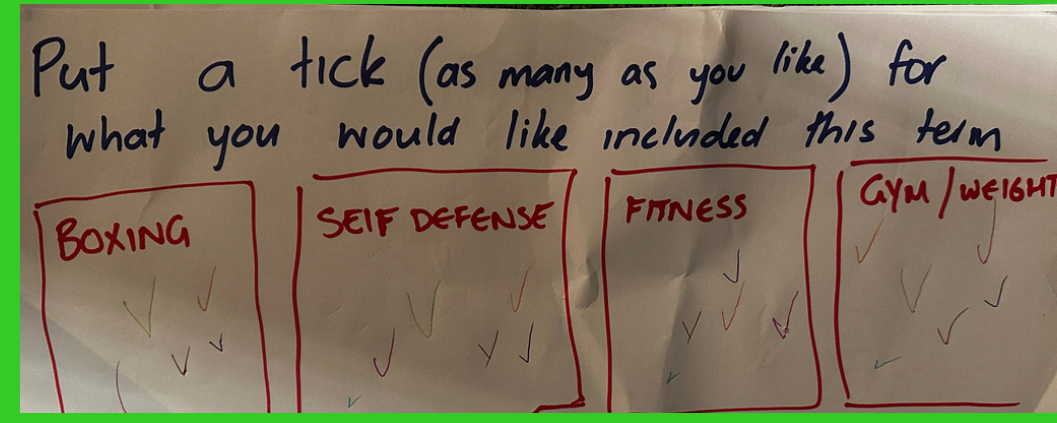 Put a tick (as many as you like) for
what you would like included this term
BOXING SEIF DEFENSE FITNESS GYM / WEIGHT